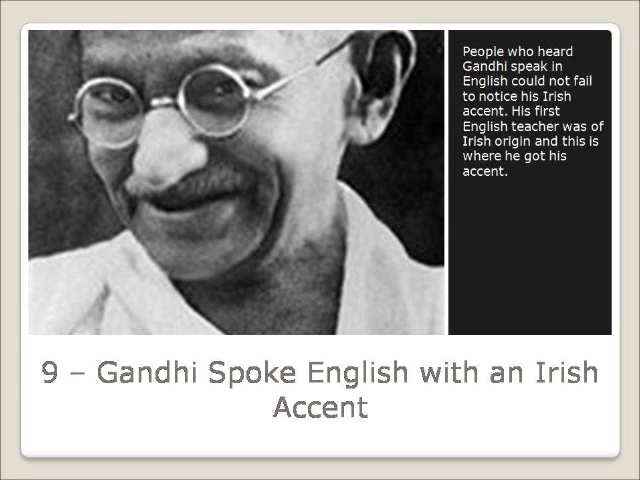 People who heard
Gandhi speak in
English could not fail
to notice his Irish
accent. His first
English teacher was of
Irish origin and this is
where he got his
accent.
9 – Gandhi Spoke English with an Irish
Accent